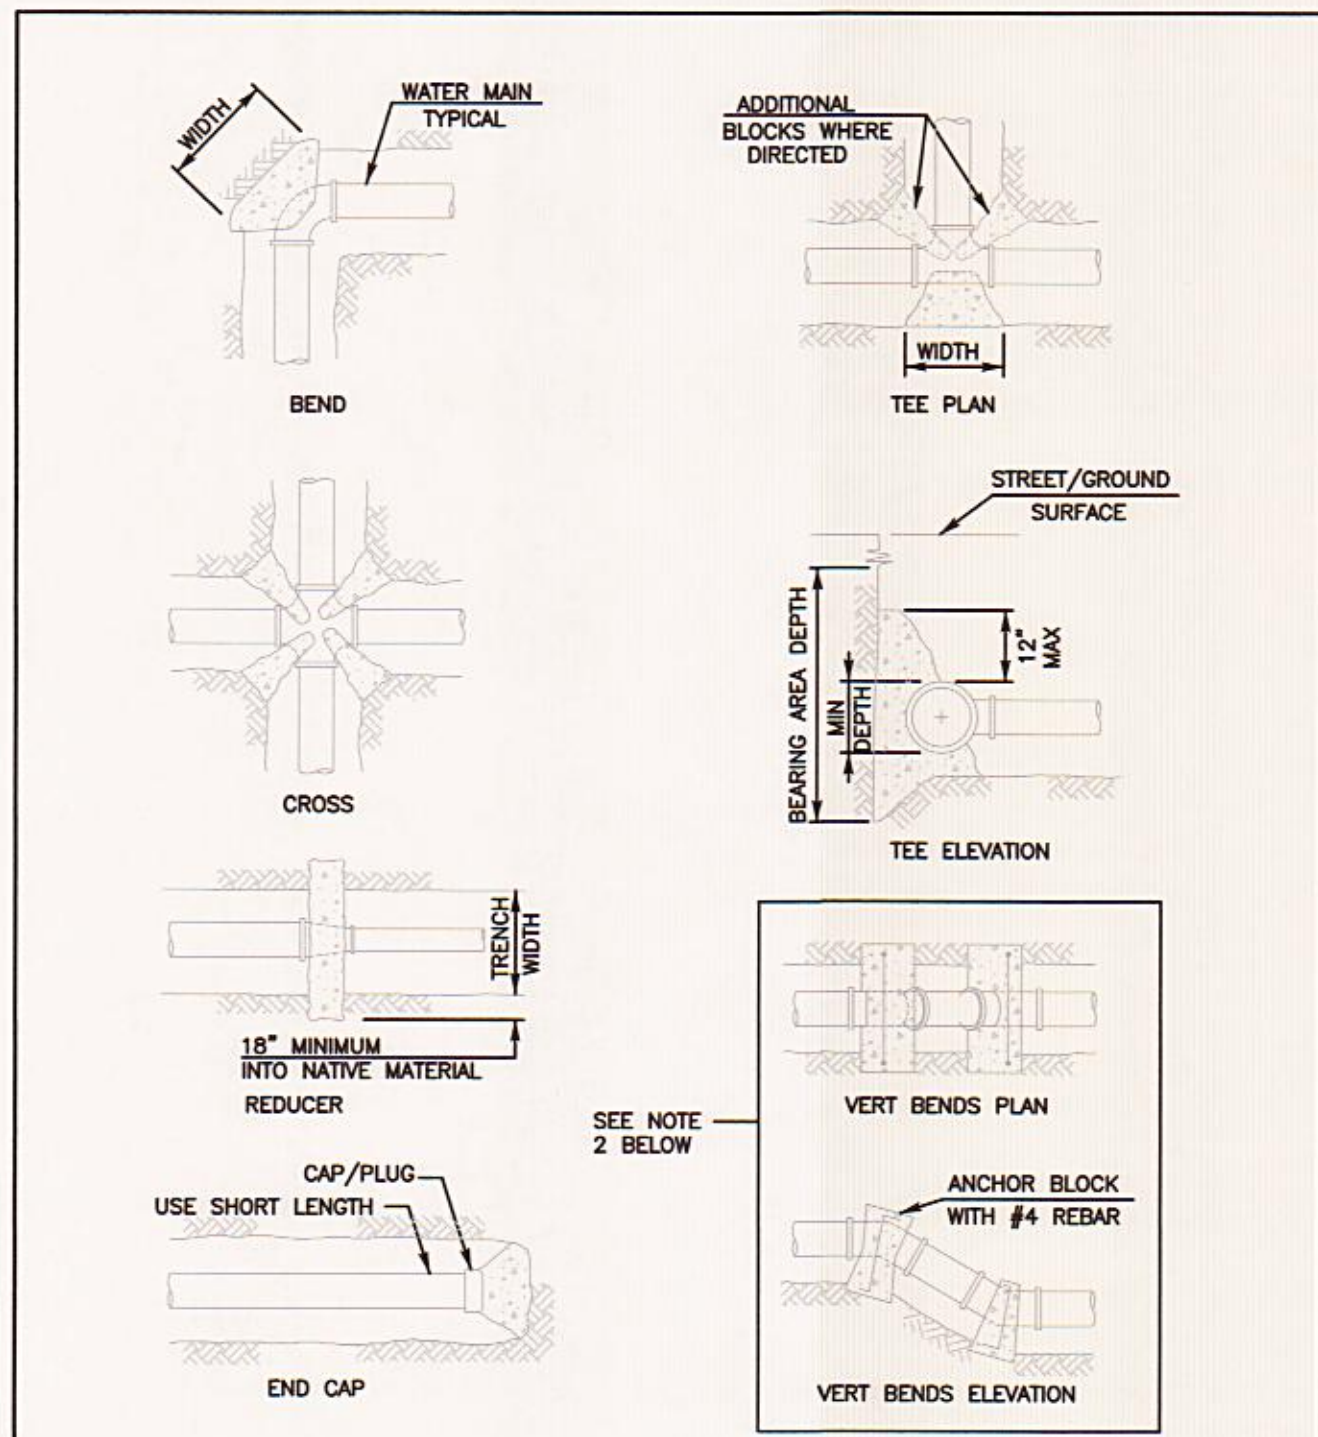 WATER MAIN
TYPICAL
WIDTH
BEND
ADDITIONAL
BLOCKS WHERE
DIRECTED
WIDTH
TEE PLAN
CROSS
STREET/GROUND
SURFACE
BEARING AREA DEPTH
MIN
DEPTH
12"
MAX
TEE ELEVATION
TRENCH
WIDTH
18" MINIMUM
INTO NATIVE MATERIAL
REDUCER
SEE NOTE
2 BELOW
VERT BENDS PLAN
CAP/PLUG
USE SHORT LENGTH
END CAP
ANCHOR BLOCK
WITH #4 REBAR
VERT BENDS ELEVATION